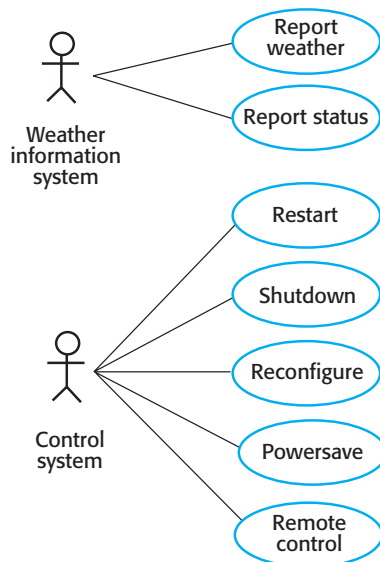 Report
weather
Report status
Weather
information
system
Restart
Shutdown
Reconfigure
Control
system
Powersave
Remote
control